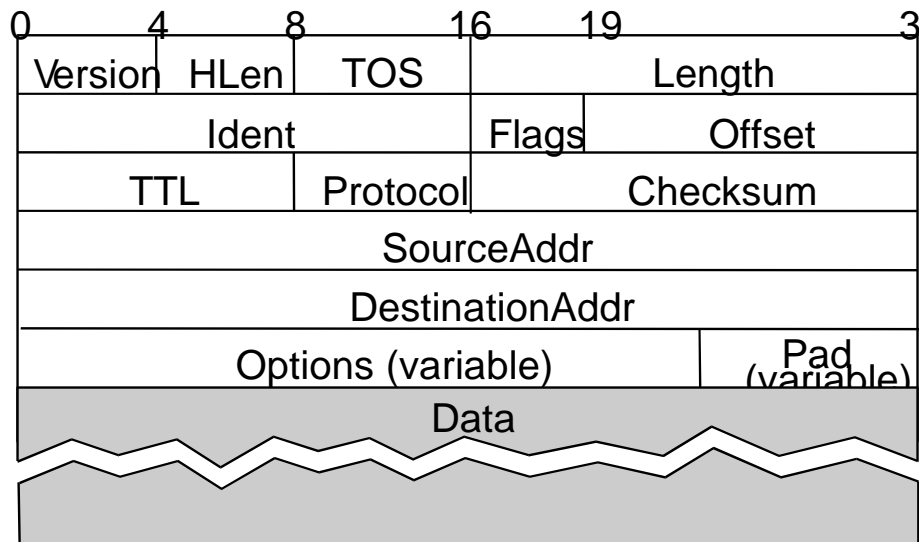 0 4 8 16 19 3
Version HLen TOS Length
Ident Flags Offset
TTL Protocol Checksum
SourceAddr
DestinationAddr
Options (variable) Pad
(variable)
Data